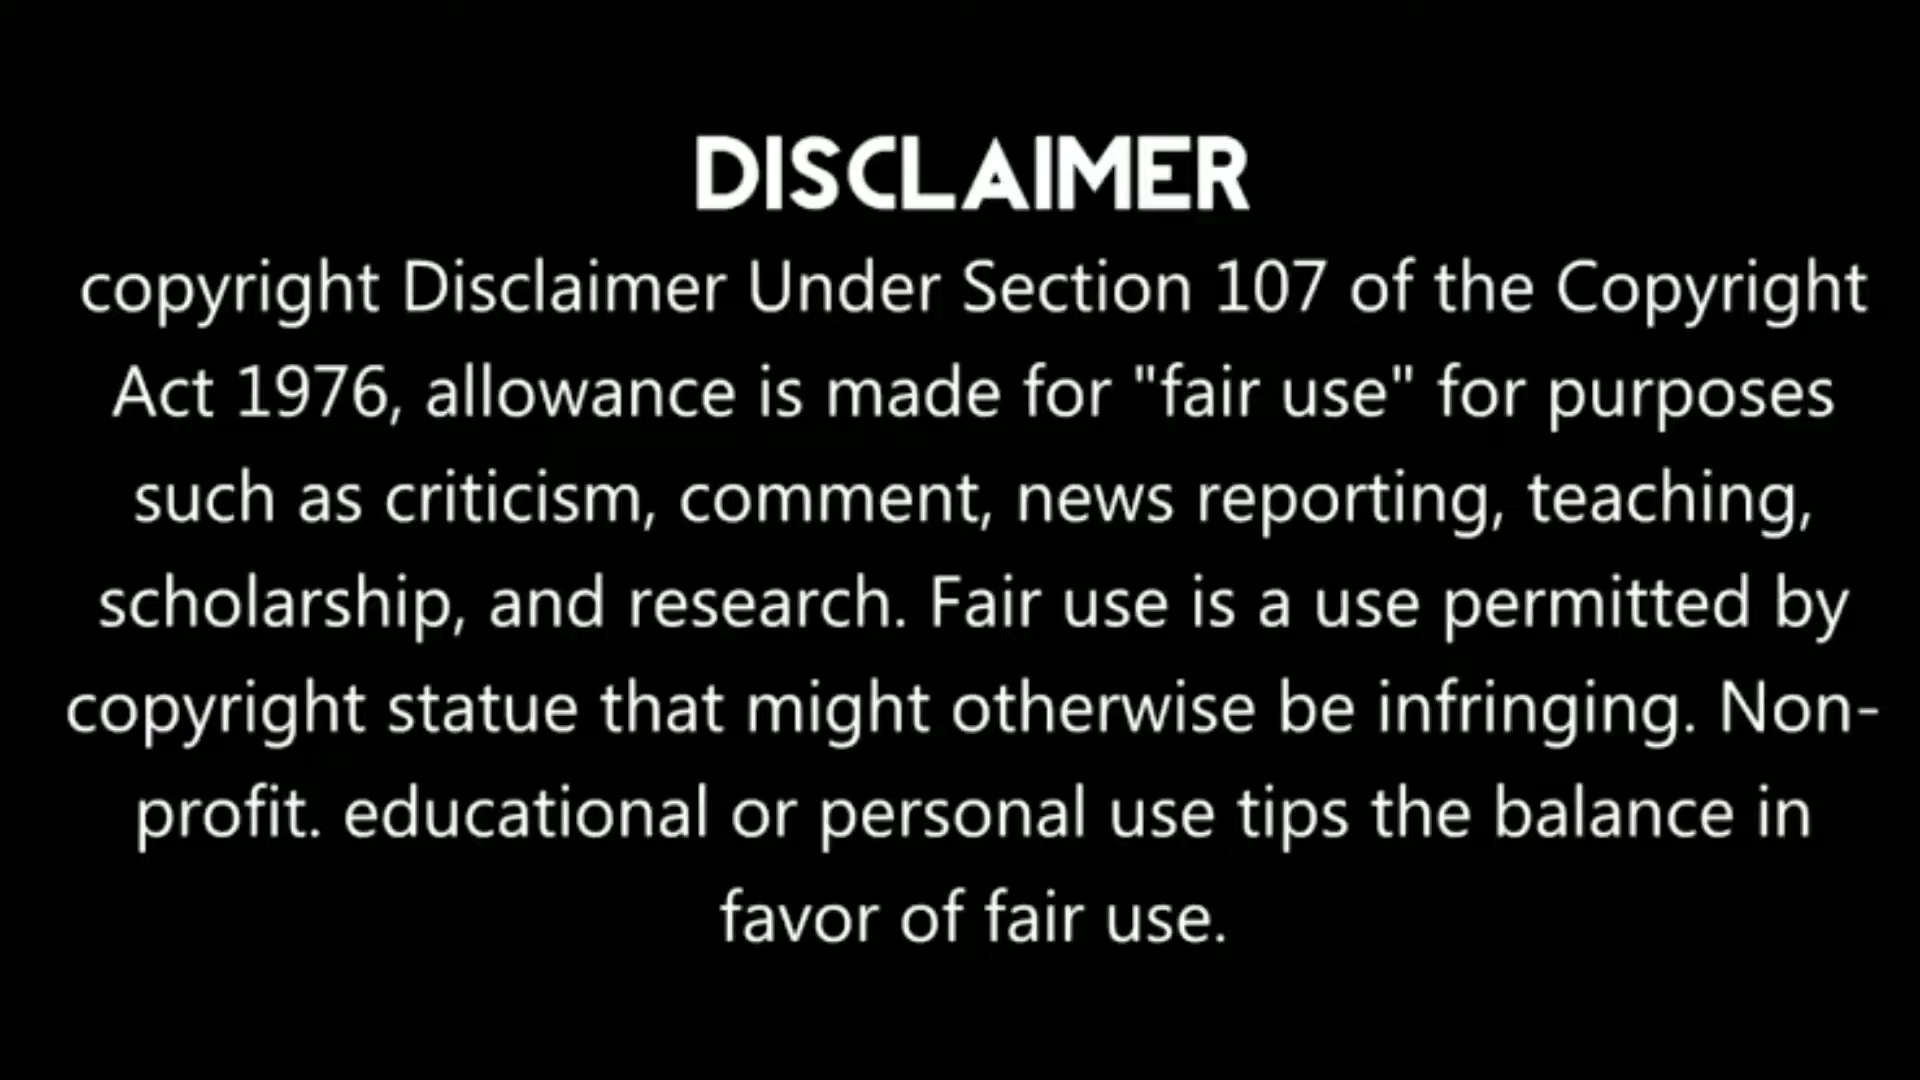 DISCLAIMER
copyright Disclaimer Under Section 107 of the Copyright
Act 1976, allowance is made for "fair use" for purposes
such as criticism, comment, news reporting, teaching,
scholarship, and research. Fair use is a use permitted by
copyright statue that might otherwise be infringing. Non-
profit. educational or personal use tips the balance in
favor of fair use.